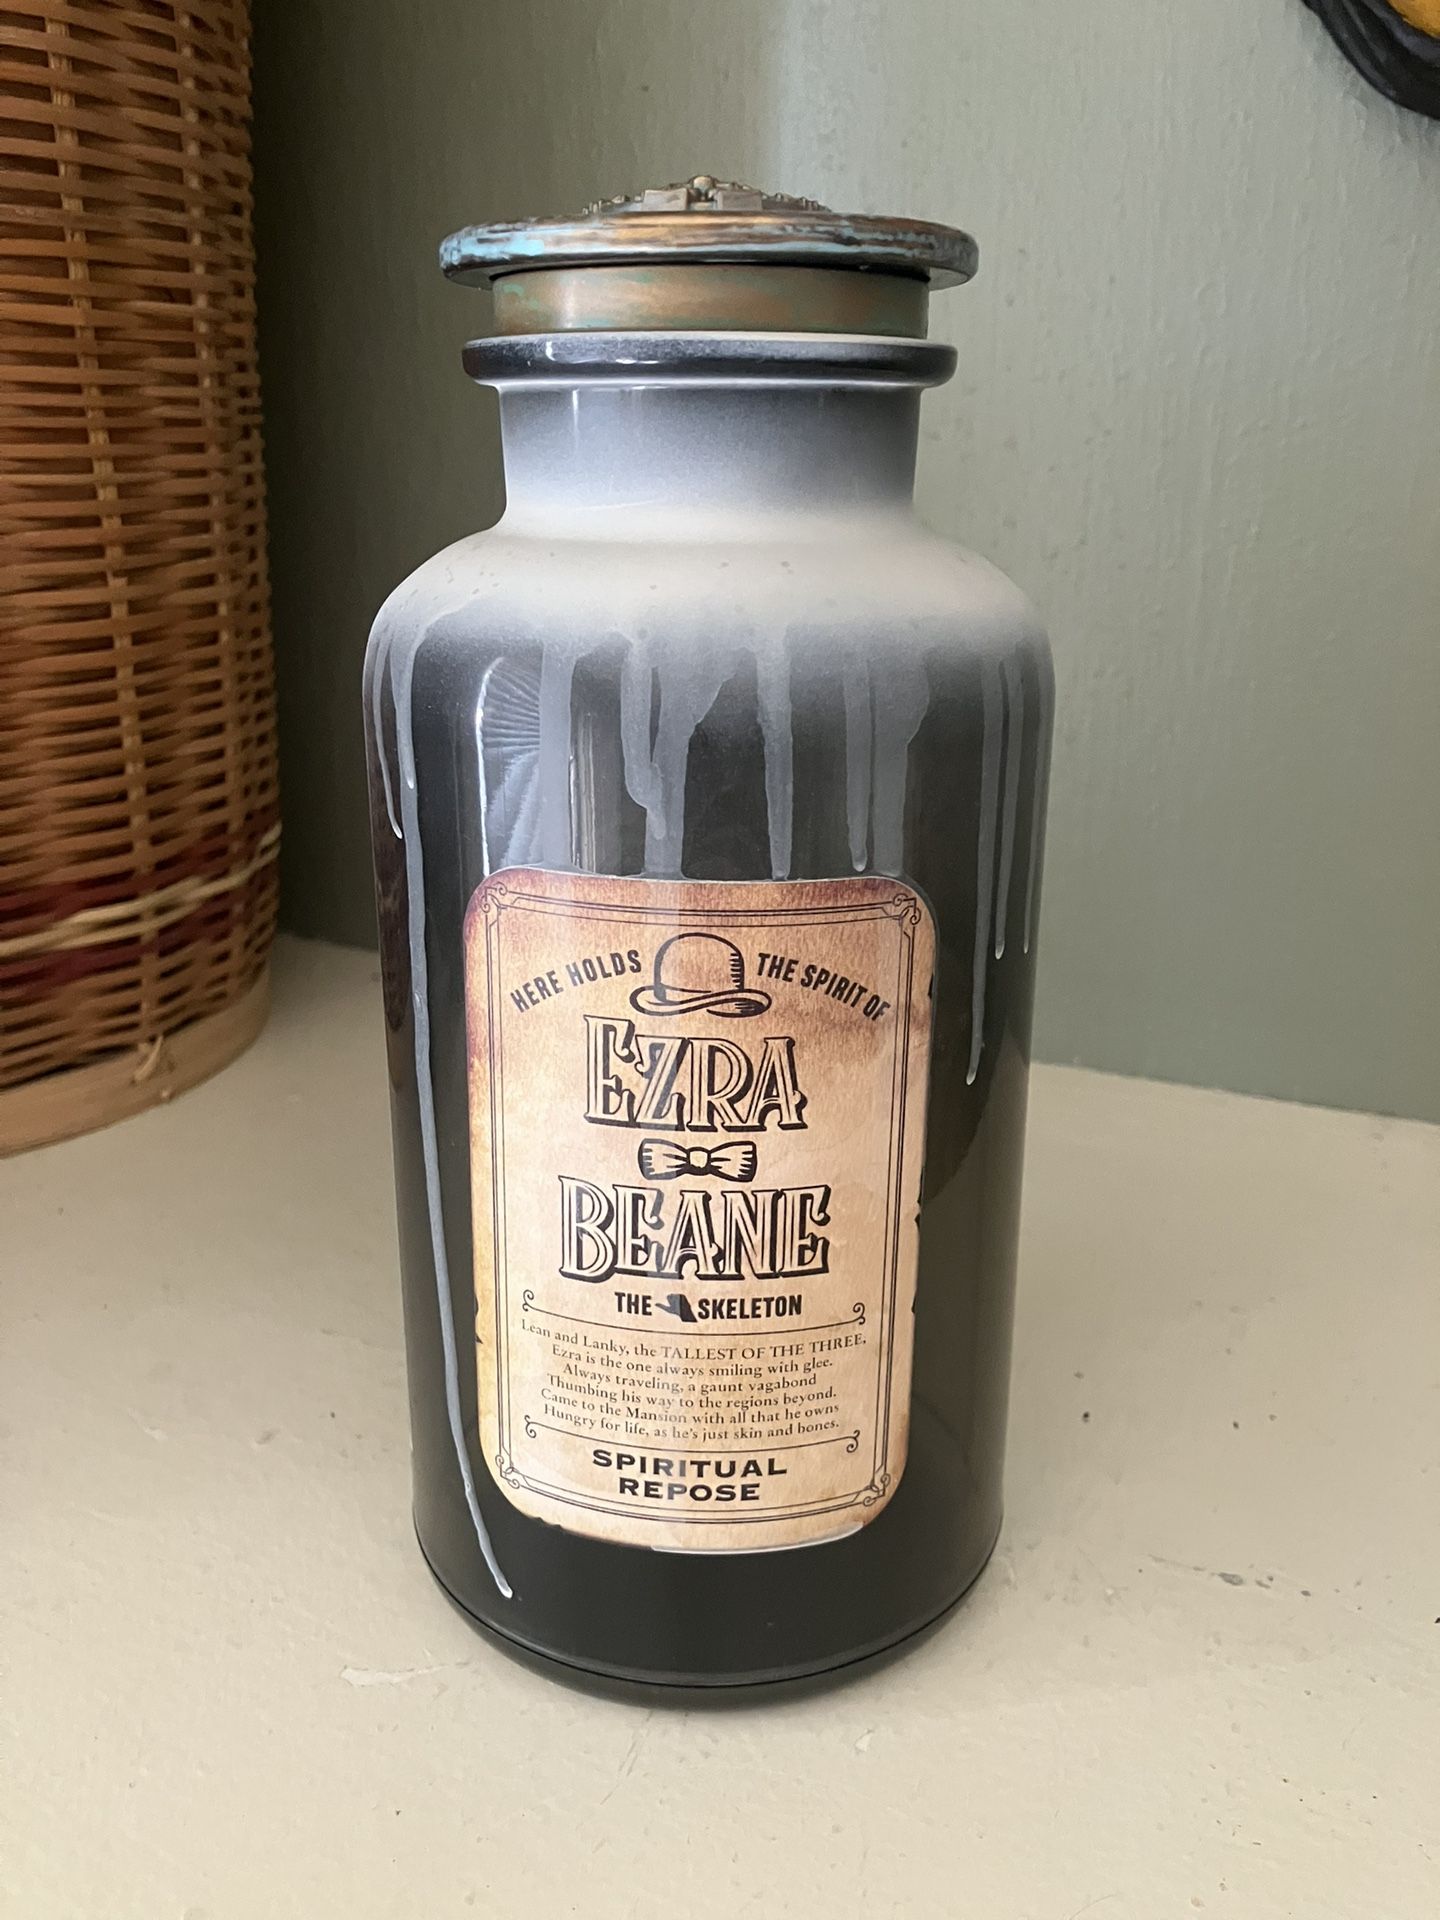 HERE HOLDS THE SPIRIT OF
EZRA
BEANE
THE SKELETON
Lean and Lanky, the TALLEST OF THE THREE,
Ezra is the one always smiling with glee.
Always traveling, a gaunt vagabond
Thumbing his way to the regions beyond.
Came to the Mansion with all that he owns
Hungry for life, as he's just skin and bones.
SPIRITUAL
REPOSE